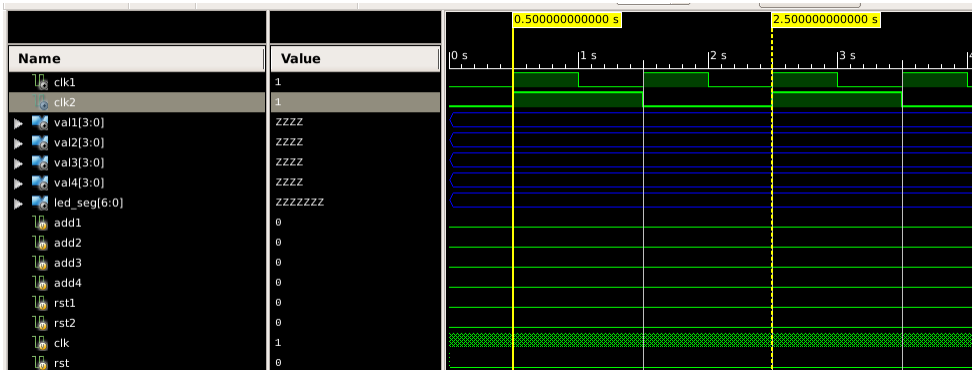 0.500000000000 s 2.500000000000 s
Name Value
0 s 1 s 2 s 3 s
clk1 1
clk2 1
val1[3:0] zzzz
val2[3:0] zzzz
val3[3:0] zzzz
val4[3:0] zzzz
led_seg[6:0] zzzzzzz
add1 0
add2 0
add3 0
add4 0
rst1 0
rst2 0
clk 1
rst 0